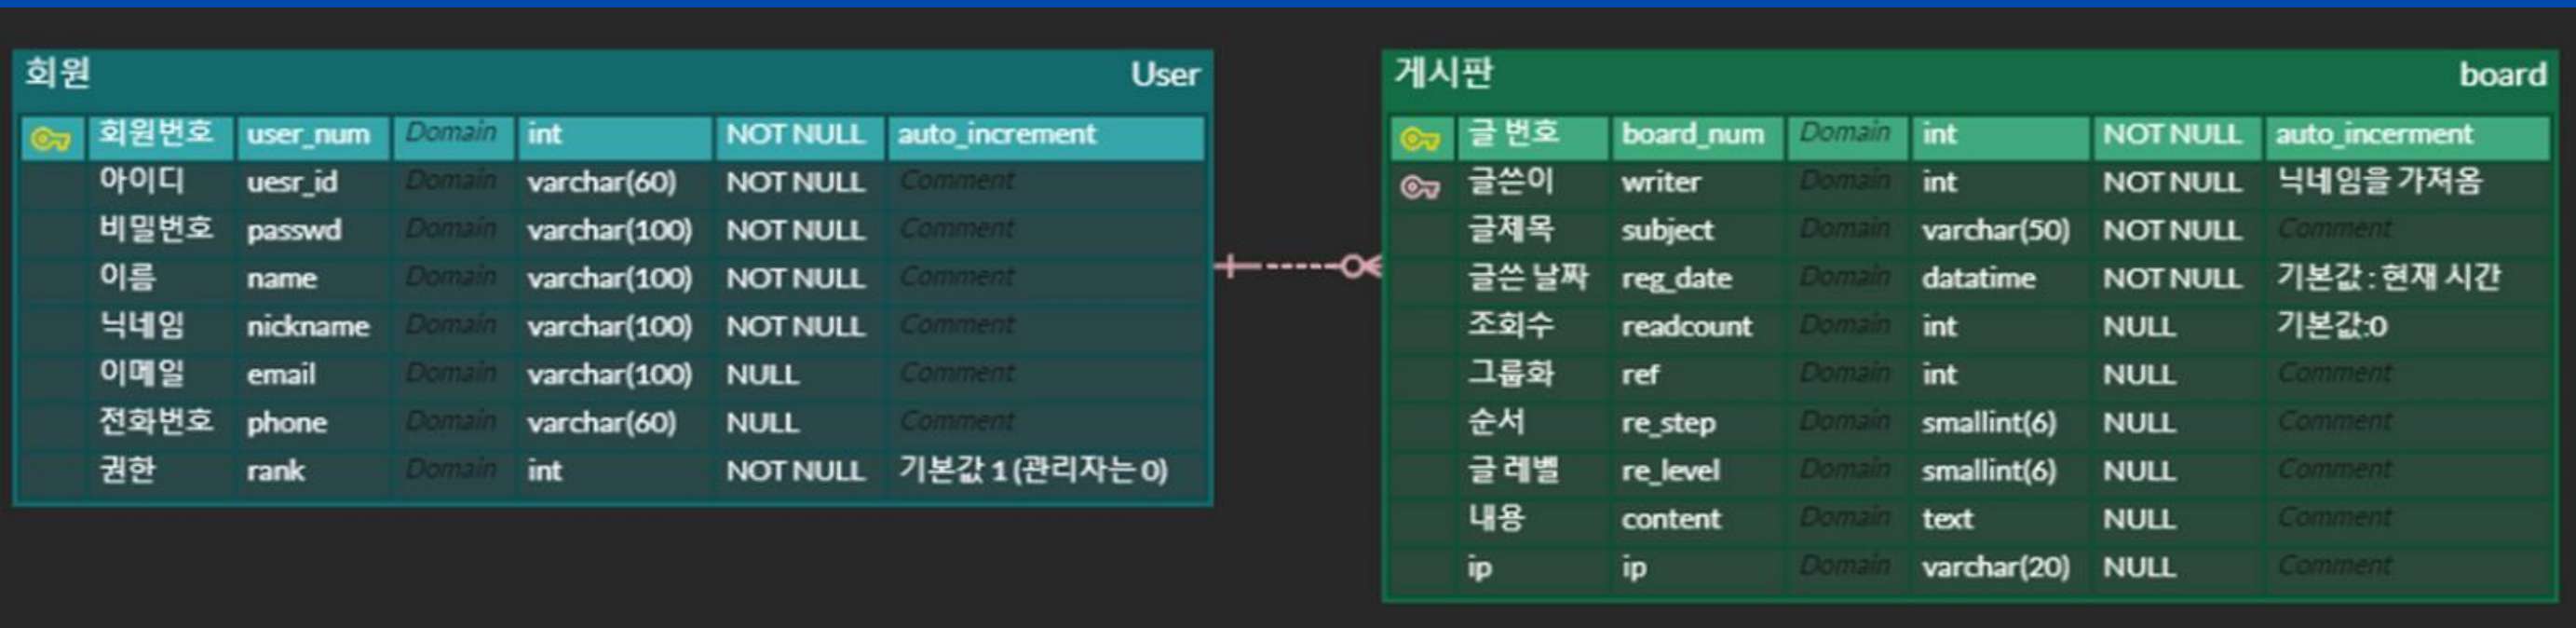 회원 User
회원번호 user_num Domain int NOT NULL auto_increment
아이디 uesr_id Domain varchar(60) NOT NULL Comment
비밀번호 passwd Domain varchar(100) NOT NULL Comment
이름 name Domain varchar(100) NOT NULL Comment
닉네임 nickname Domain varchar(100) NOT NULL Comment
이메일 email Domain varchar(100) NULL Comment
전화번호 phone Domain varchar(60) NULL Comment
권한 rank Domain int NOT NULL 기본값 1 (관리자는 0)
게시판 board
글 번호 board_num Domain int NOT NULL auto_incerment
글쓴이 writer Domain int NOT NULL 닉네임을 가져옴
글제목 subject Domain varchar(50) NOT NULL Comment
글쓴 날짜 reg_date Domain datatime NOT NULL 기본값 : 현재 시간
조회수 readcount Domain int NULL 기본값:0
그룹화 ref Domain int NULL Comment
순서 re_step Domain smallint(6) NULL Comment
글 레벨 re_level Domain smallint(6) NULL Comment
내용 content Domain text NULL Comment
ip ip Domain varchar(20) NULL Comment